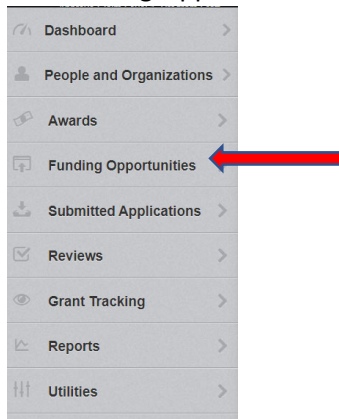 Dashboard
People and Organizations
Awards
Funding Opportunities
Submitted Applications
Reviews
Grant Tracking
Reports
Utilities